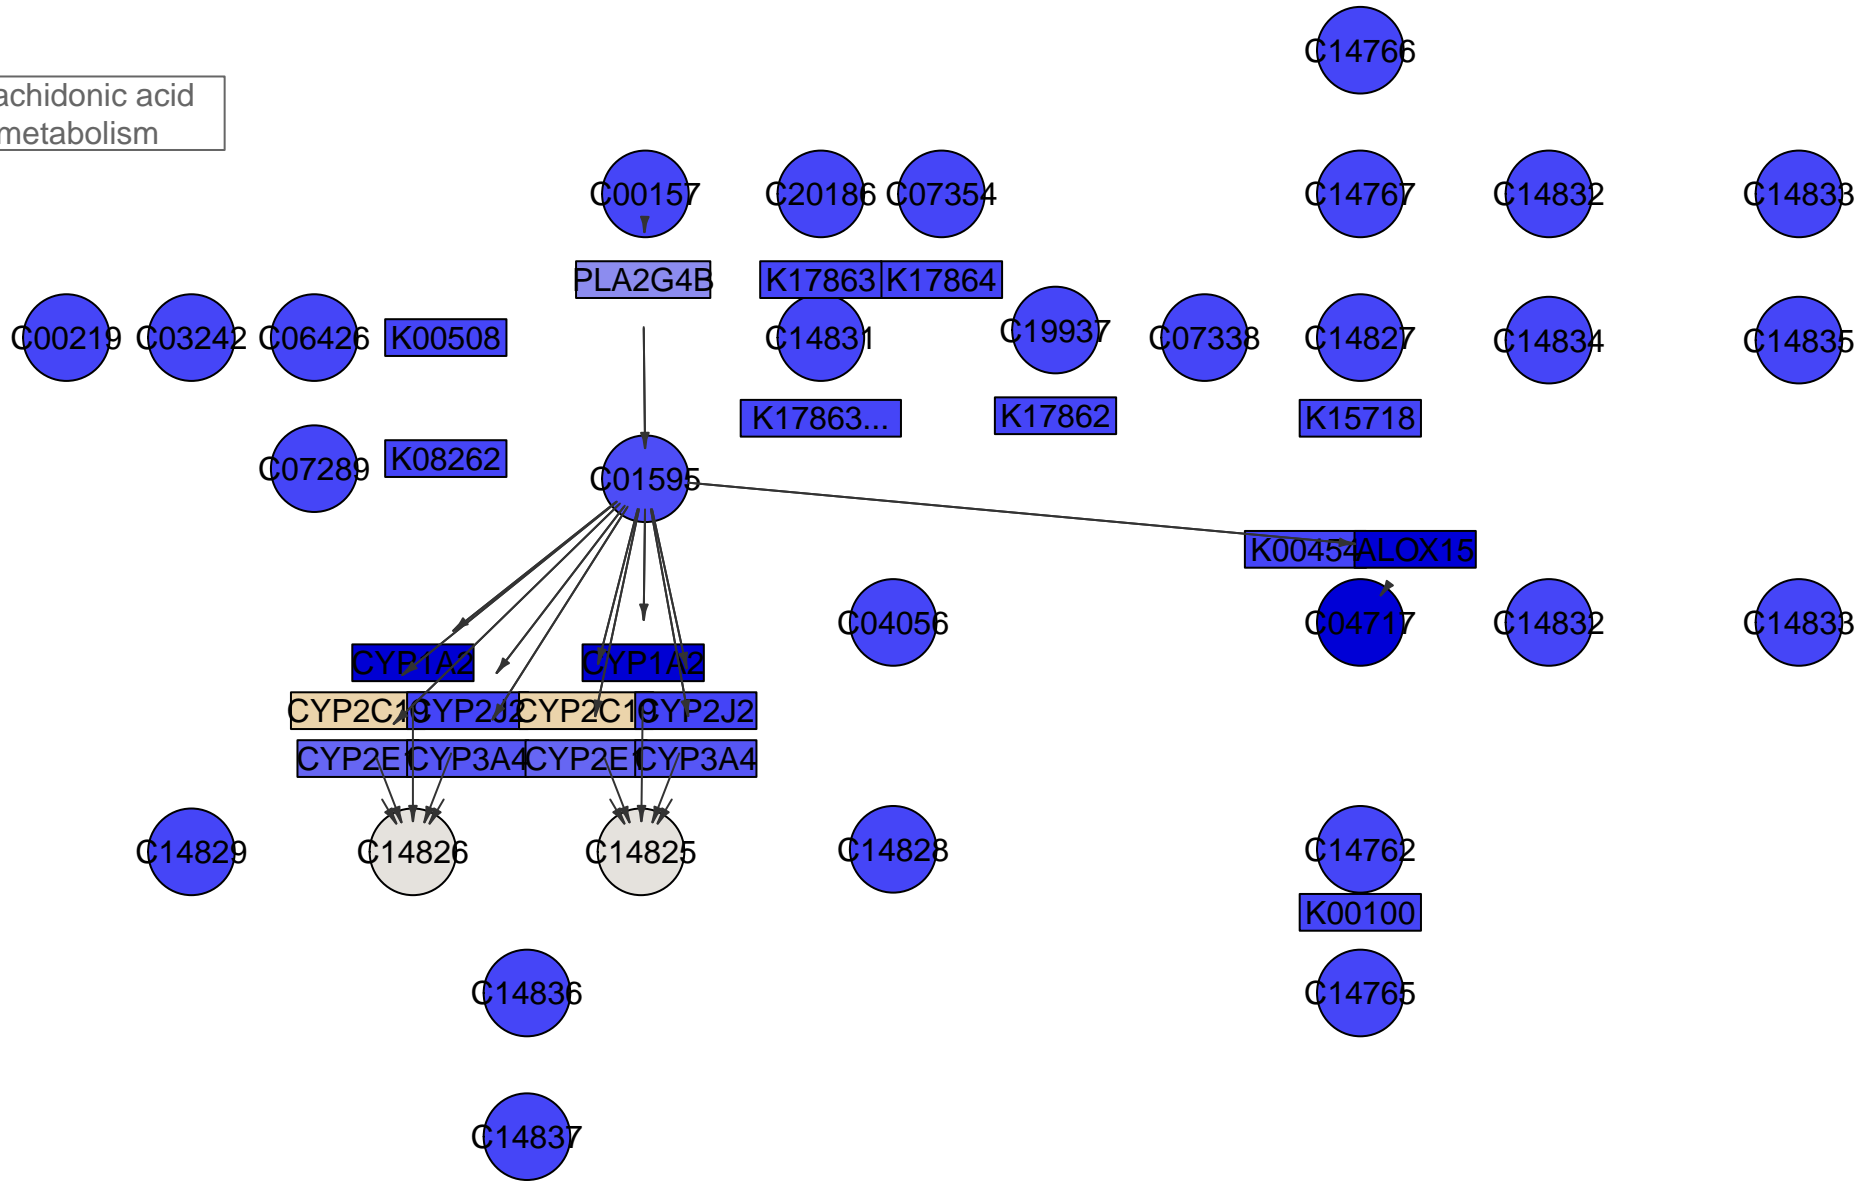 C14766
achidonic acid
metabolism
C00157
C20186
C07354
C14767
C14832
C14833
PLA2G4B
K17863
K17864
C00219
C03242
C06426
K00508
C14831
C19937
C07338
C14827
C14834
C14835
K17863...
K17862
K15718
C07289
K08262
C01595
K00454
ALOX15
C04056
C04717
C14832
C14833
CYP1A2
CYP1A2
CYP2C19
CYP2J2
CYP2C19
CYP2J2
CYP2E1
CYP3A4
CYP2E1
CYP3A4
C14829
C14826
C14825
C14828
C14762
K00100
C14836
C14765
C14837